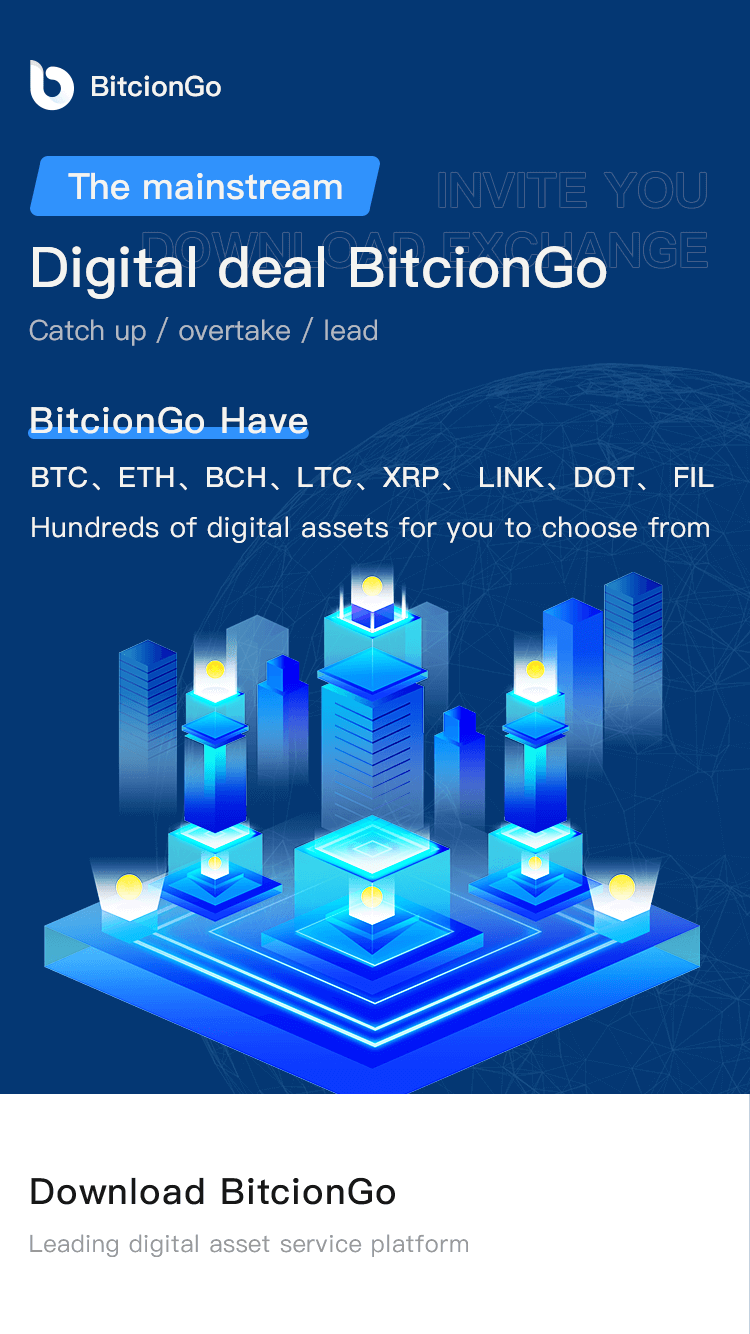 BitcionGo
The mainstream
INVITE YOU
DOWNLOAD EXCHANGE
Digital deal BitcionGo
Catch up / overtake / lead
BitcionGo Have
BTC、ETH、BCH、LTC、XRP、 LINK、DOT、 FIL
Hundreds of digital assets for you to choose from
Download BitcionGo
Leading digital asset service platform